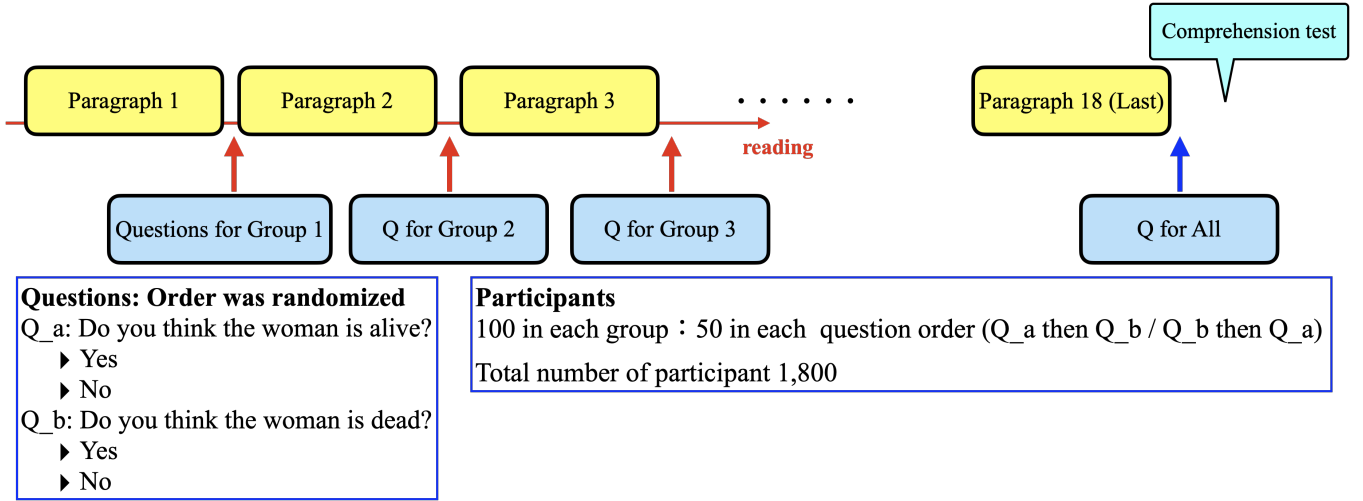 Comprehension test
Paragraph 1
Paragraph 2
Paragraph 3
· · · · · ·
Paragraph 18 (Last)
reading
Questions for Group 1
Q for Group 2
Q for Group 3
Q for All
Questions: Order was randomized
Q_a: Do you think the woman is alive?
Yes
No
Q_b: Do you think the woman is dead?
Yes
No
Participants
100 in each group：50 in each question order (Q_a then Q_b / Q_b then Q_a)
Total number of participant 1,800